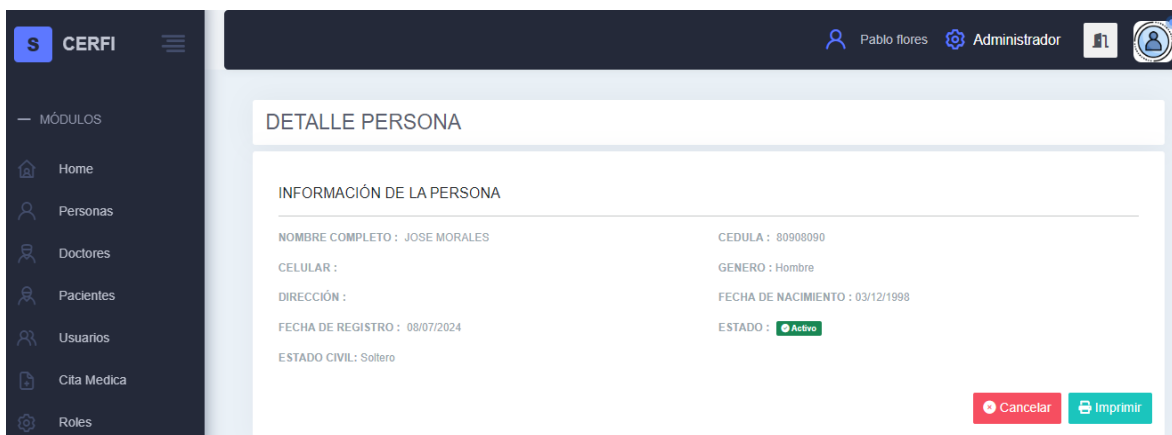 S CERFI
Pablo flores Administrador
— MÓDULOS
Home
Personas
Doctores
Pacientes
Usuarios
Cita Medica
Roles
DETALLE PERSONA
INFORMACIÓN DE LA PERSONA
NOMBRE COMPLETO : JOSE MORALES CEDULA : 80908090
CELULAR : GENERO : Hombre
DIRECCIÓN : FECHA DE NACIMIENTO : 03/12/1998
FECHA DE REGISTRO : 08/07/2024 ESTADO : Activo
ESTADO CIVIL: Soltero
Cancelar Imprimir